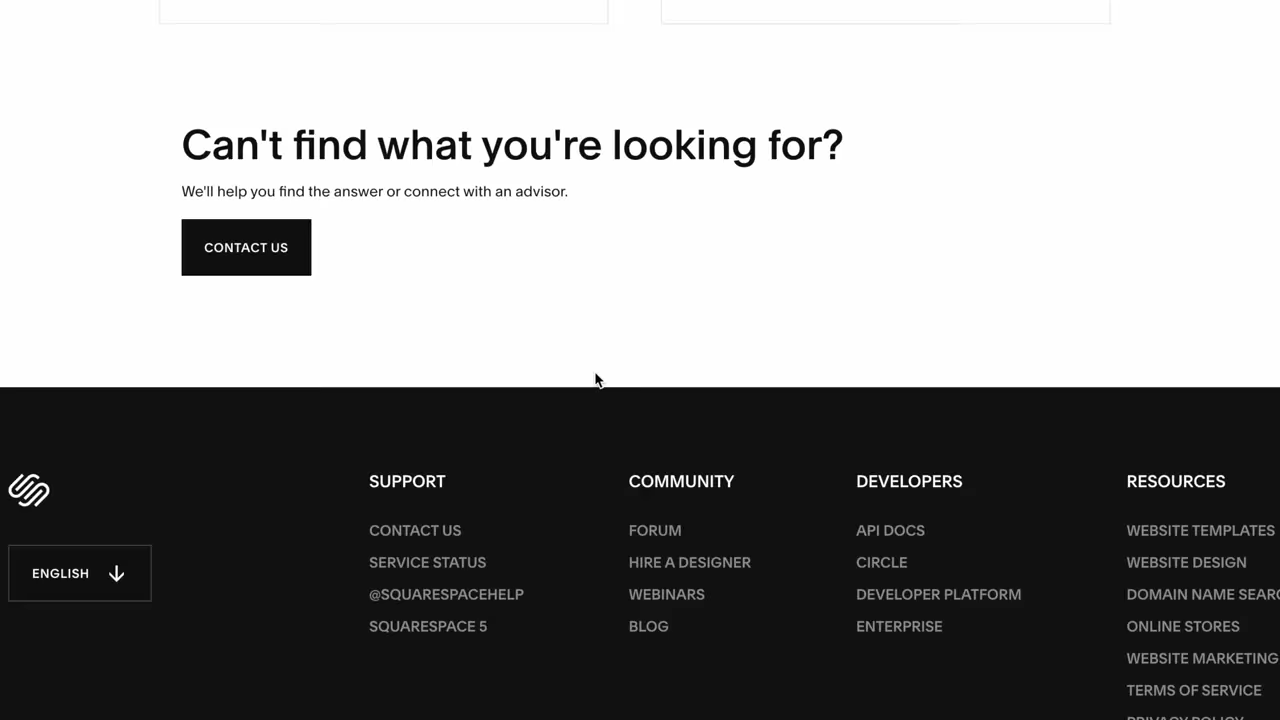 Can't find what you're looking for?
We'll help you find the answer or connect with an advisor.
CONTACT US
ENGLISH
SUPPORT
CONTACT US
SERVICE STATUS
@SQUARESPACEHELP
SQUARESPACE 5
COMMUNITY
FORUM
HIRE A DESIGNER
WEBINARS
BLOG
DEVELOPERS
API DOCS
CIRCLE
DEVELOPER PLATFORM
ENTERPRISE
RESOURCES
WEBSITE TEMPLATES
WEBSITE DESIGN
DOMAIN NAME
ONLINE STORES
WEBSITE MARKETING
TERMS OF SERVICE